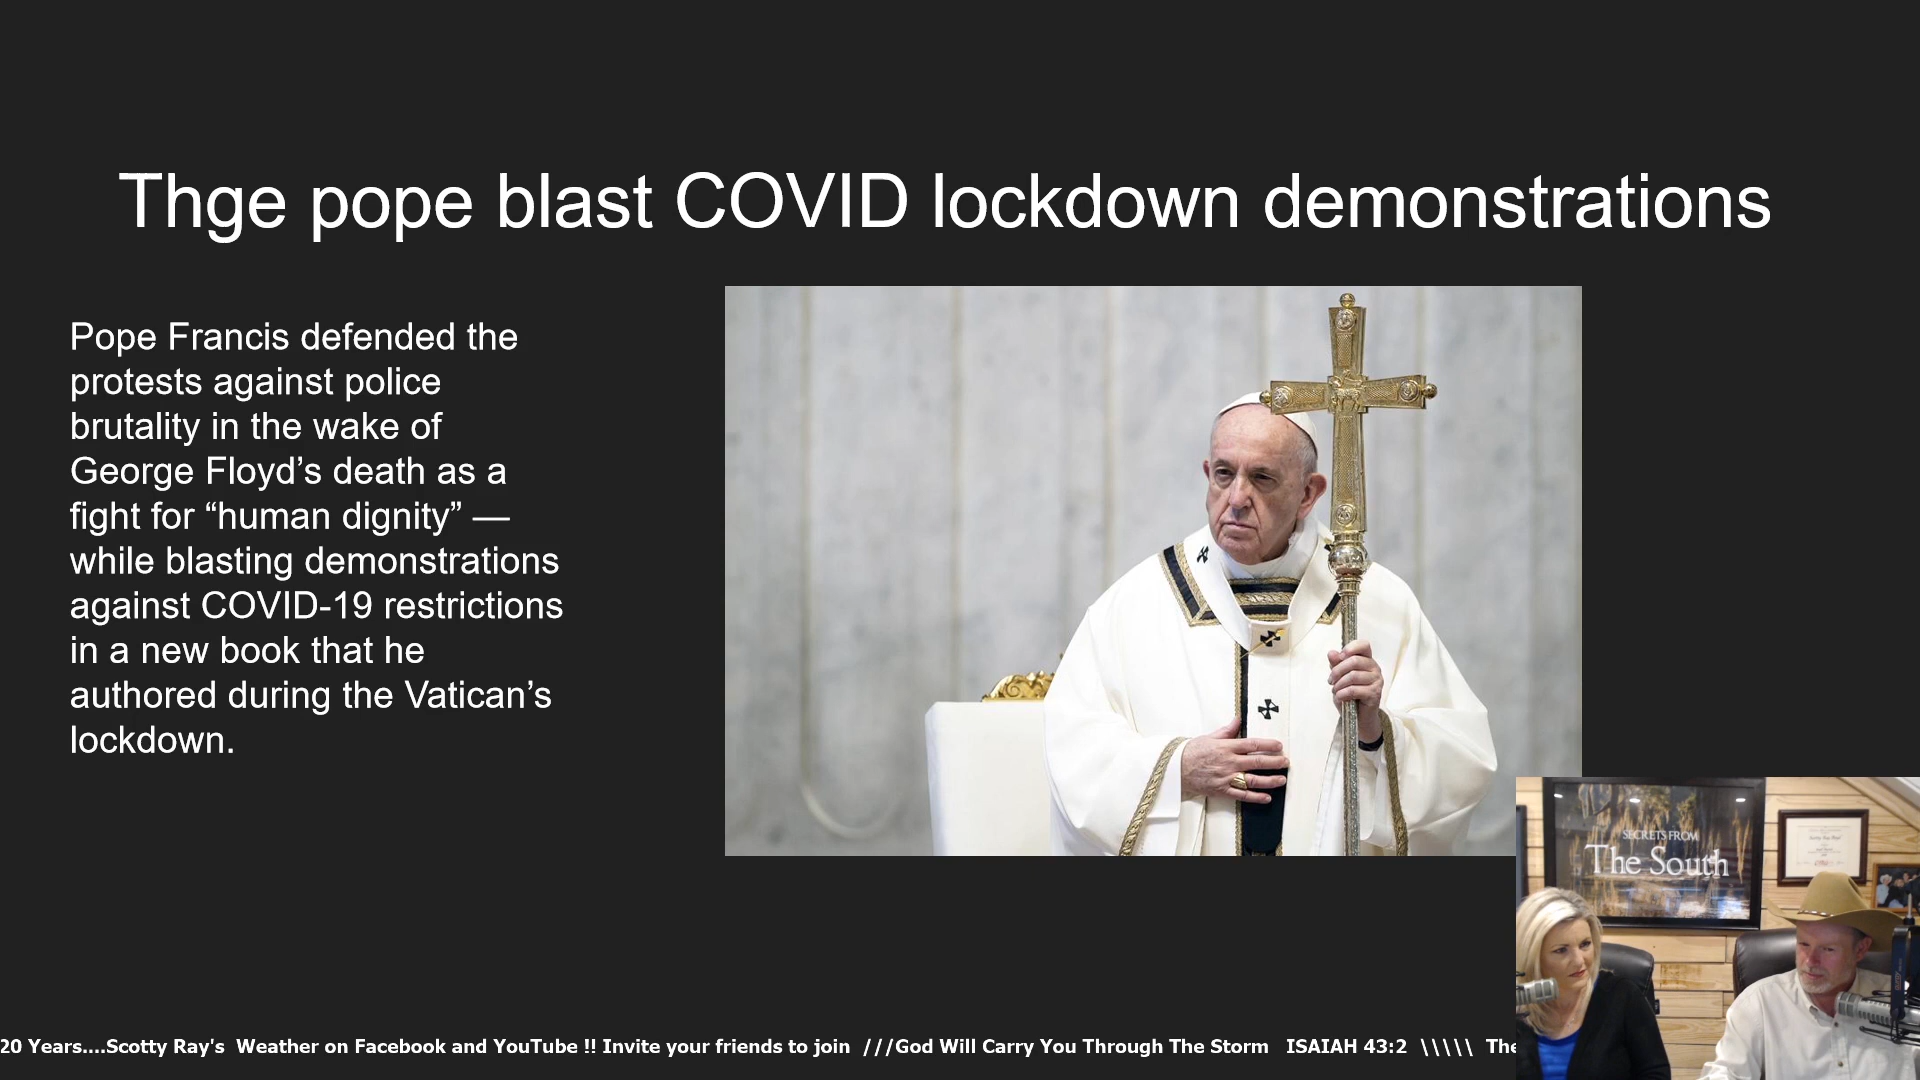 Thge pope blast COVID lockdown demonstrations
Pope Francis defended the
protests against police
brutality in the wake of
George Floyd’s death as a
fight for “human dignity” —
while blasting demonstrations
against COVID-19 restrictions
in a new book that he
authored during the Vatican’s
lockdown.
SECRETS FROM
The South
20 Years....Scotty Ray's  Weather on Facebook and YouTube !! Invite your friends to join  ///God Will Carry You Through The Storm   ISAIAH 43:2  \\\\\  The